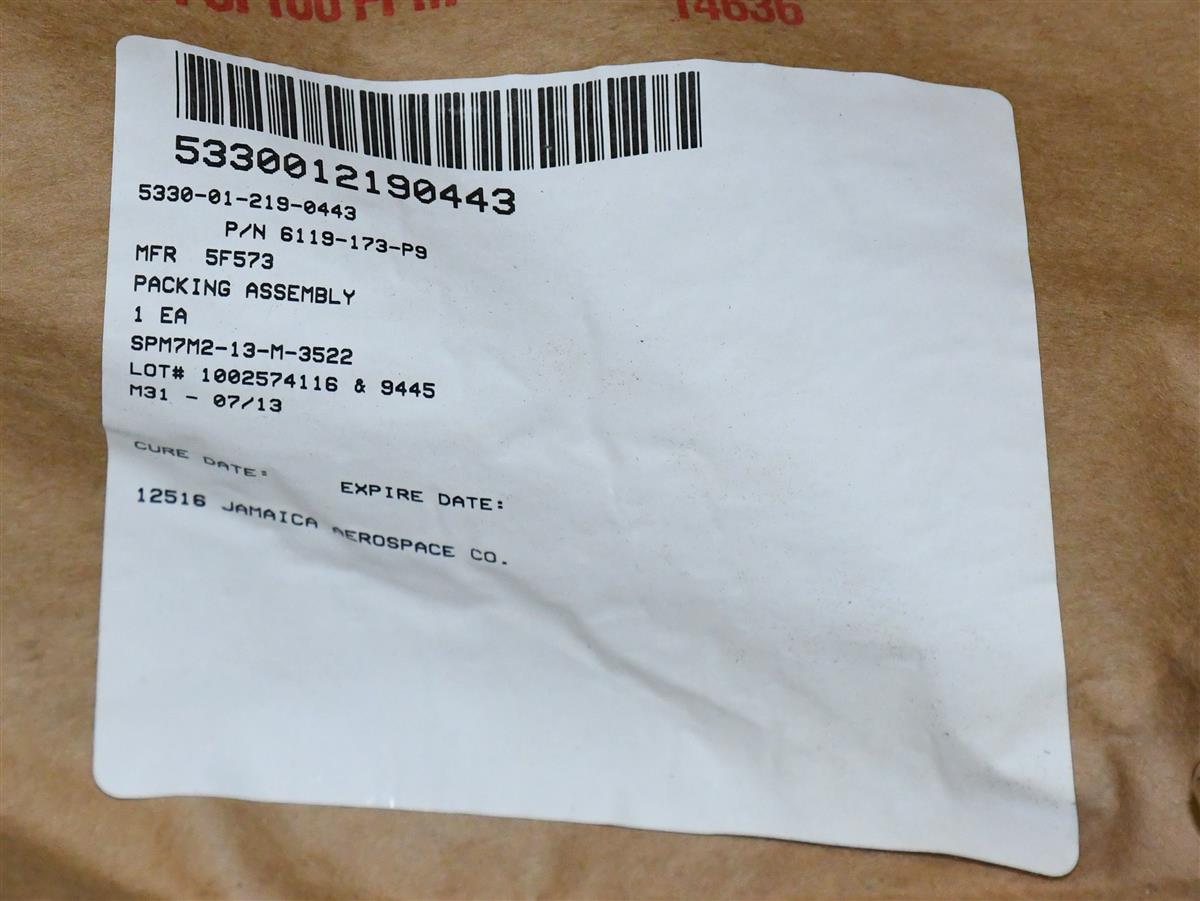 14636
5330012190443
5330-01-219-0443
P/N 6119-173-P9
MFR 5F573
PACKING ASSEMBLY
1 EA
SPM7M2-13-M-3522
LOT# 1002574116 & 9445
M31 - 07/13
CURE DATE: EXPIRE DATE:
12516 JAMAICA AEROSPACE CO.